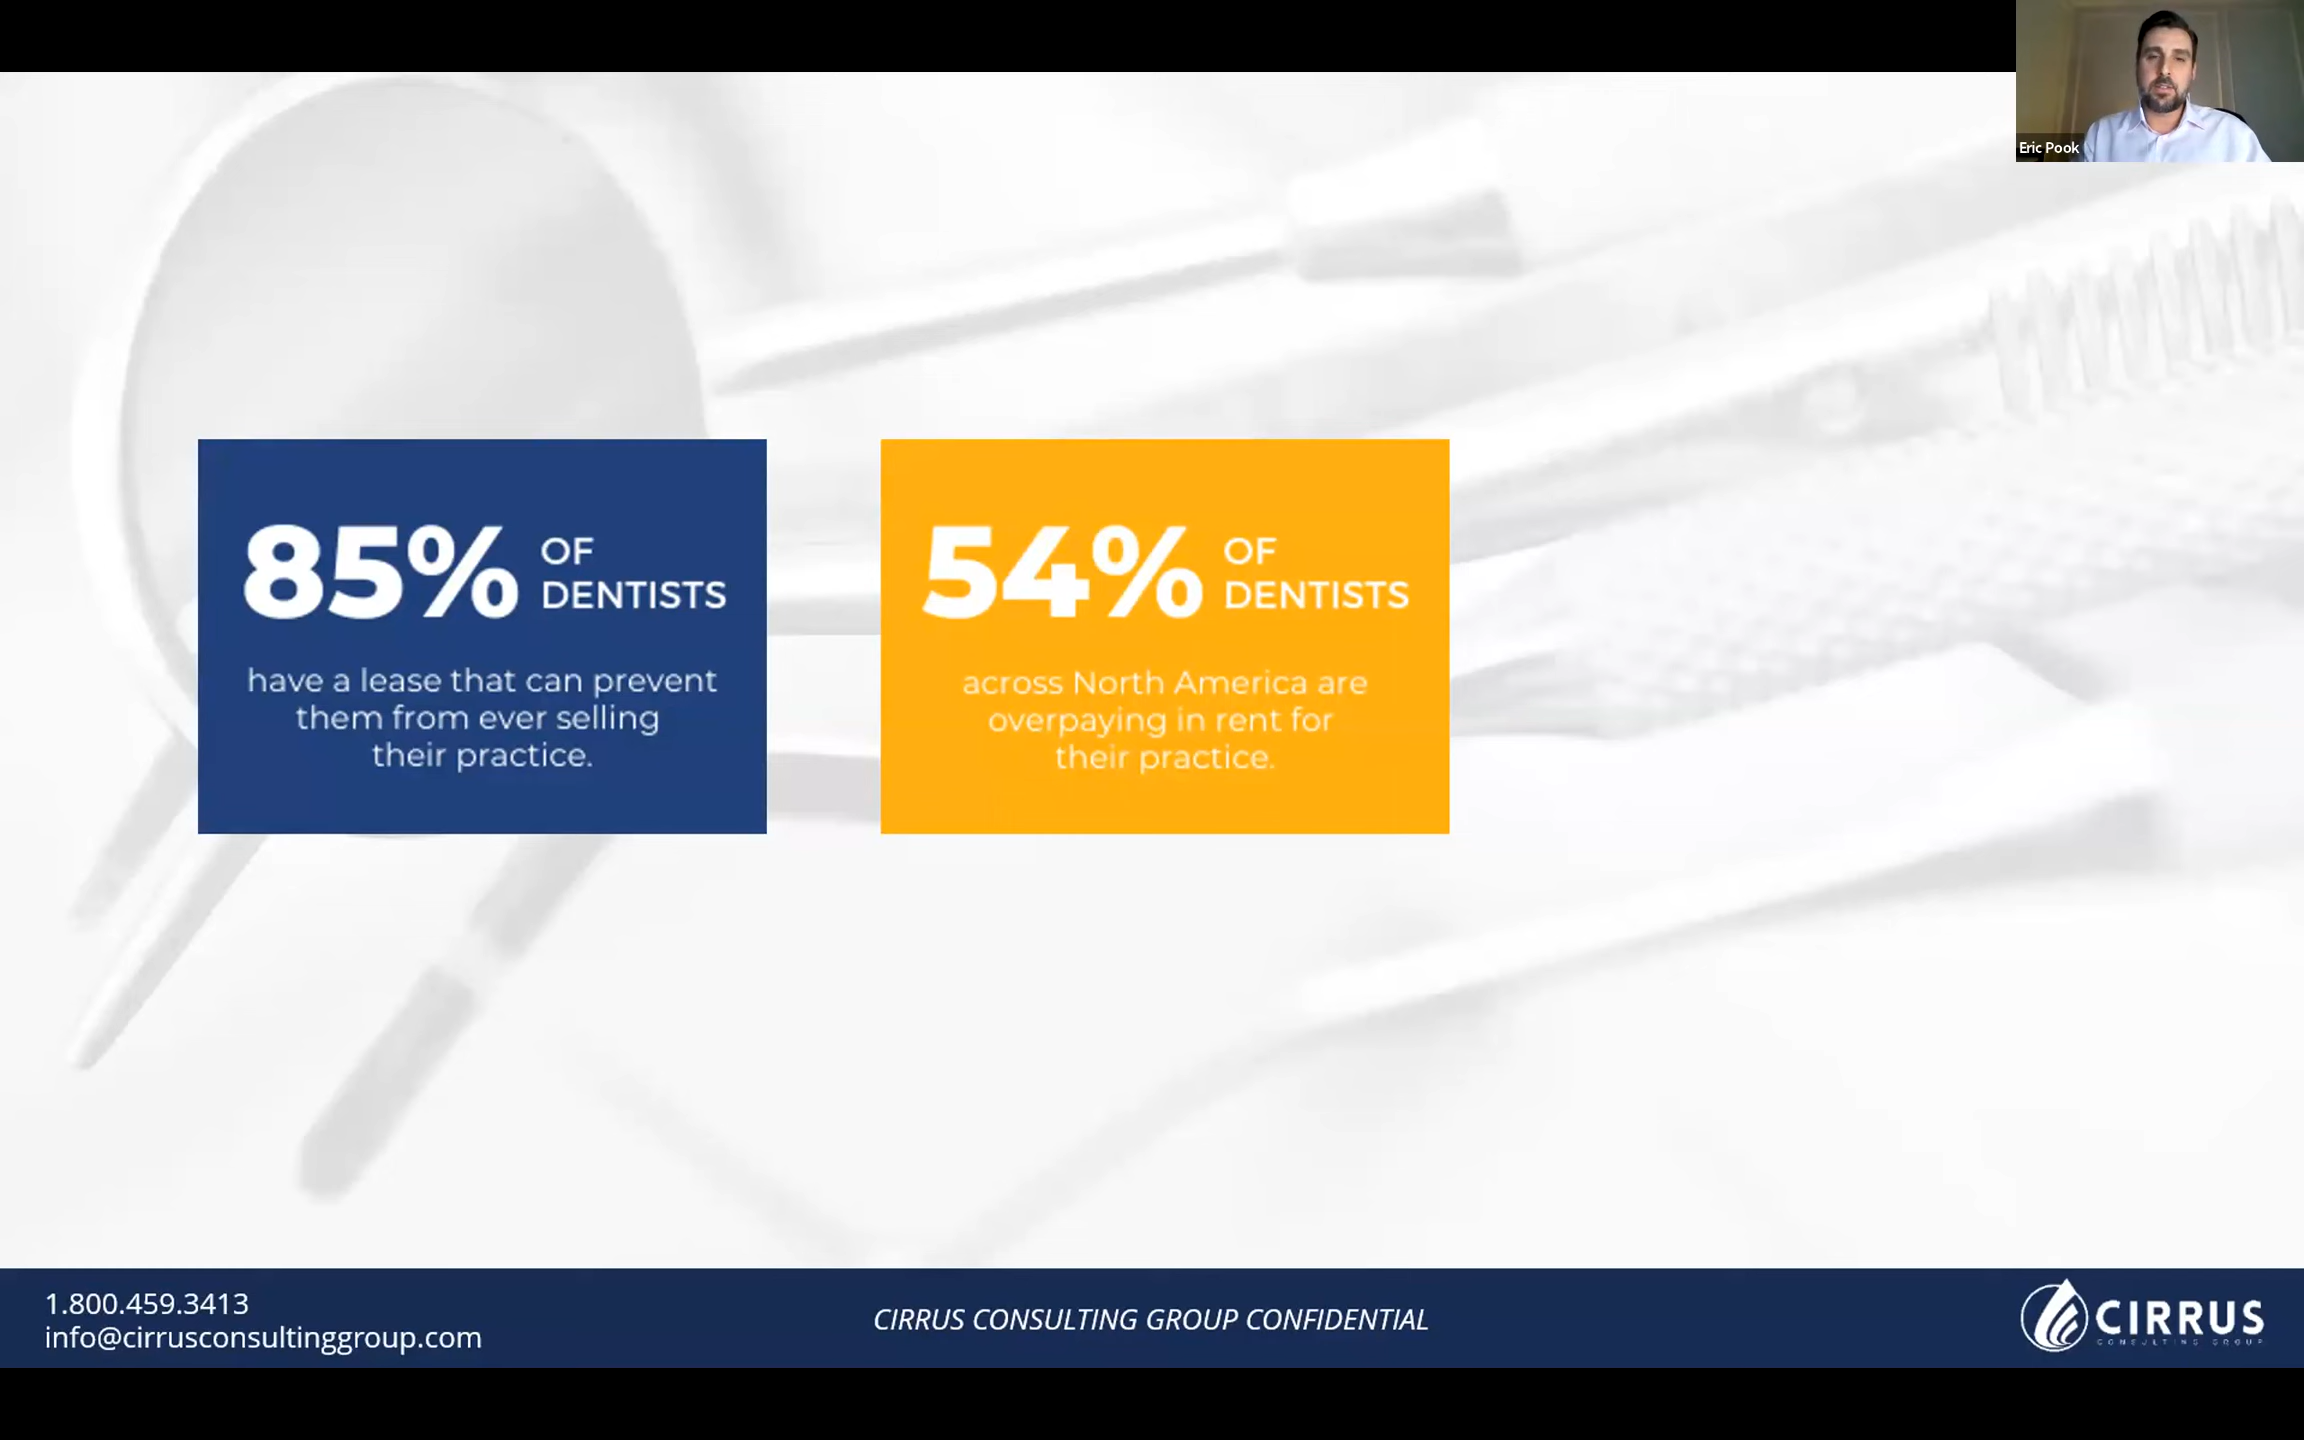 Eric Pook
85% OF
DENTISTS
have a lease that can prevent
them from ever selling
their practice.
54% OF
DENTISTS
across North America are
overpaying in rent for
their practice.
1.800.459.3413
info@cirrusconsultinggroup.com
CIRRUS CONSULTING GROUP CONFIDENTIAL
CIRRUS
CONSULTING GROUP